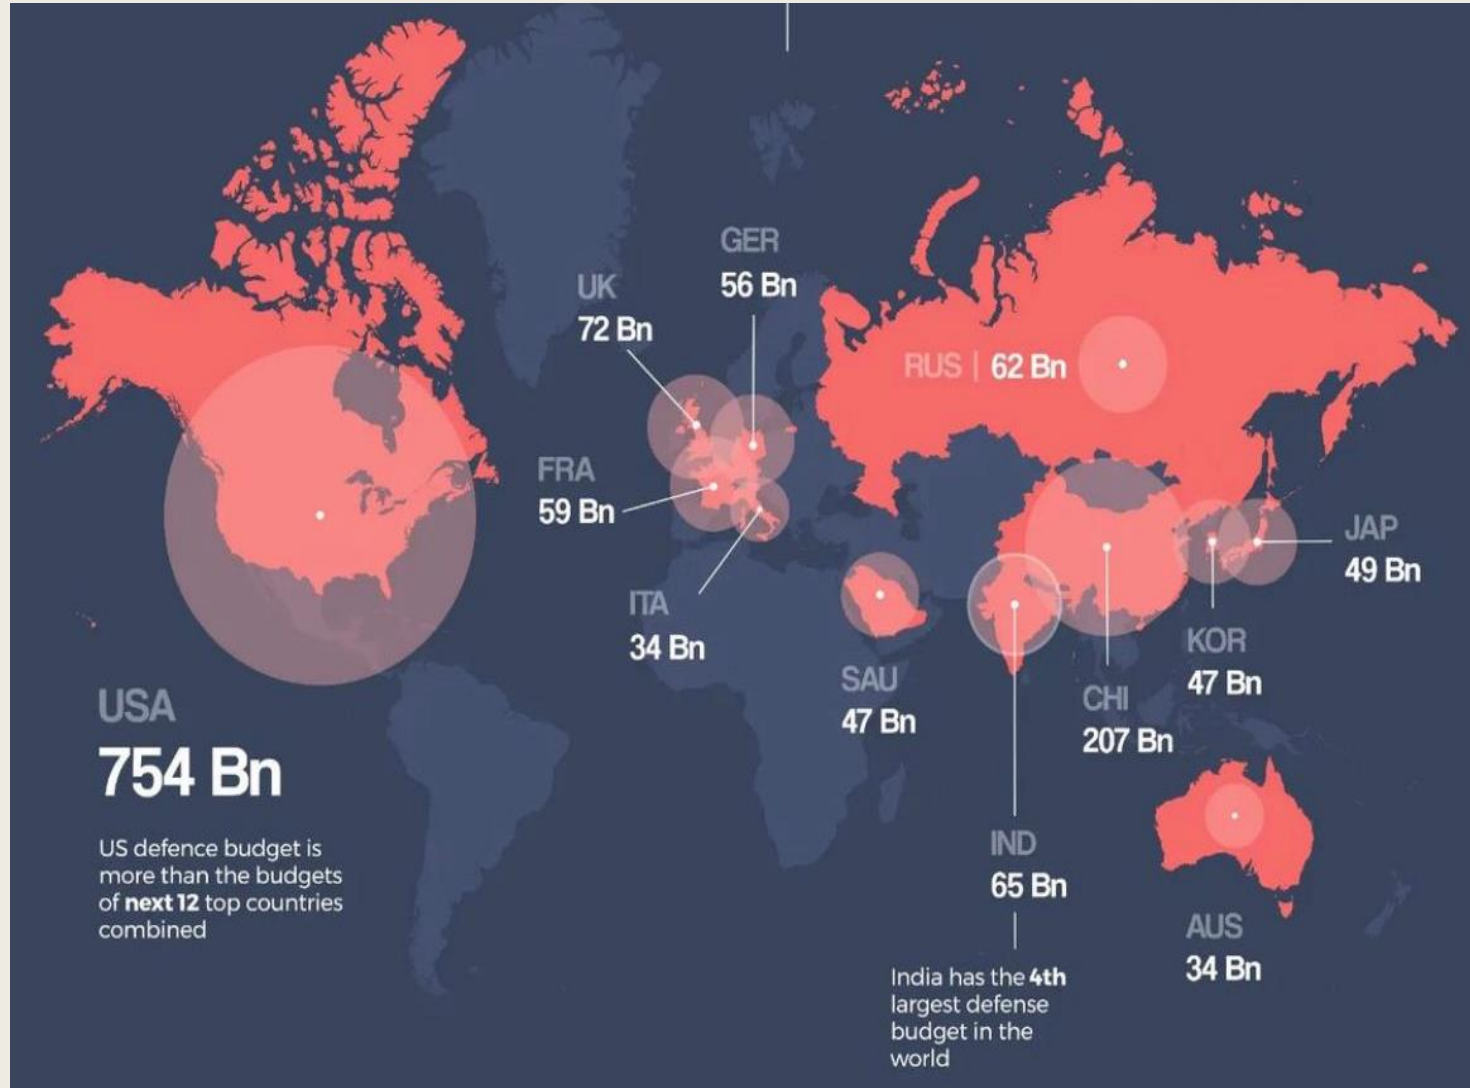 GER
56 Bn
UK
72 Bn
RUS | 62 Bn
FRA
59 Bn
JAP
49 Bn
ITA
34 Bn
KOR
47 Bn
SAU
47 Bn
CHI
207 Bn
USA
754 Bn
US defence budget is
more than the budgets
of next 12 top countries
combined
IND
65 Bn
India has the 4th
largest defense
budget in the
world
AUS
34 Bn